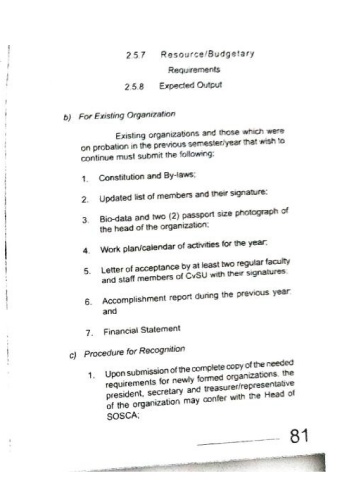 2.5.7 Resource/Budgetary
Requirements
2.5.8 Expected Output
b) For Existing Organization
Existing organizations and those which were
on probation in the previous semester/year that wish to
continue must submit the following:
1. Constitution and By-laws;
2. Updated list of members and their signature;
3. Bio-data and two (2) passport size photograph of
the head of the organization;
4. Work plan/calendar of activities for the year;
5. Letter of acceptance by at least two regular faculty
and staff members of CvSU with their signatures;
6. Accomplishment report during the previous year;
and
7. Financial Statement
c) Procedure for Recognition
1. Upon submission of the complete copy of the needed
requirements for newly formed organizations, the
president, secretary and treasurer/representative
of the organization may confer with the Head of
SOSCA;
81